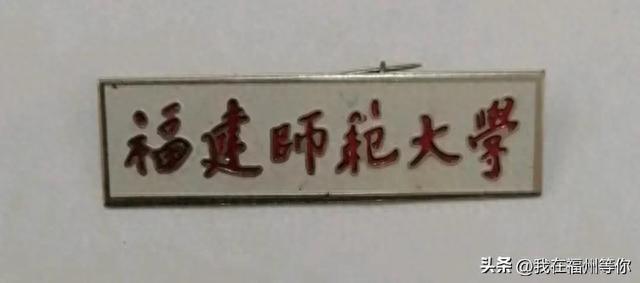 福建師範大學
头条 @我在福州等你